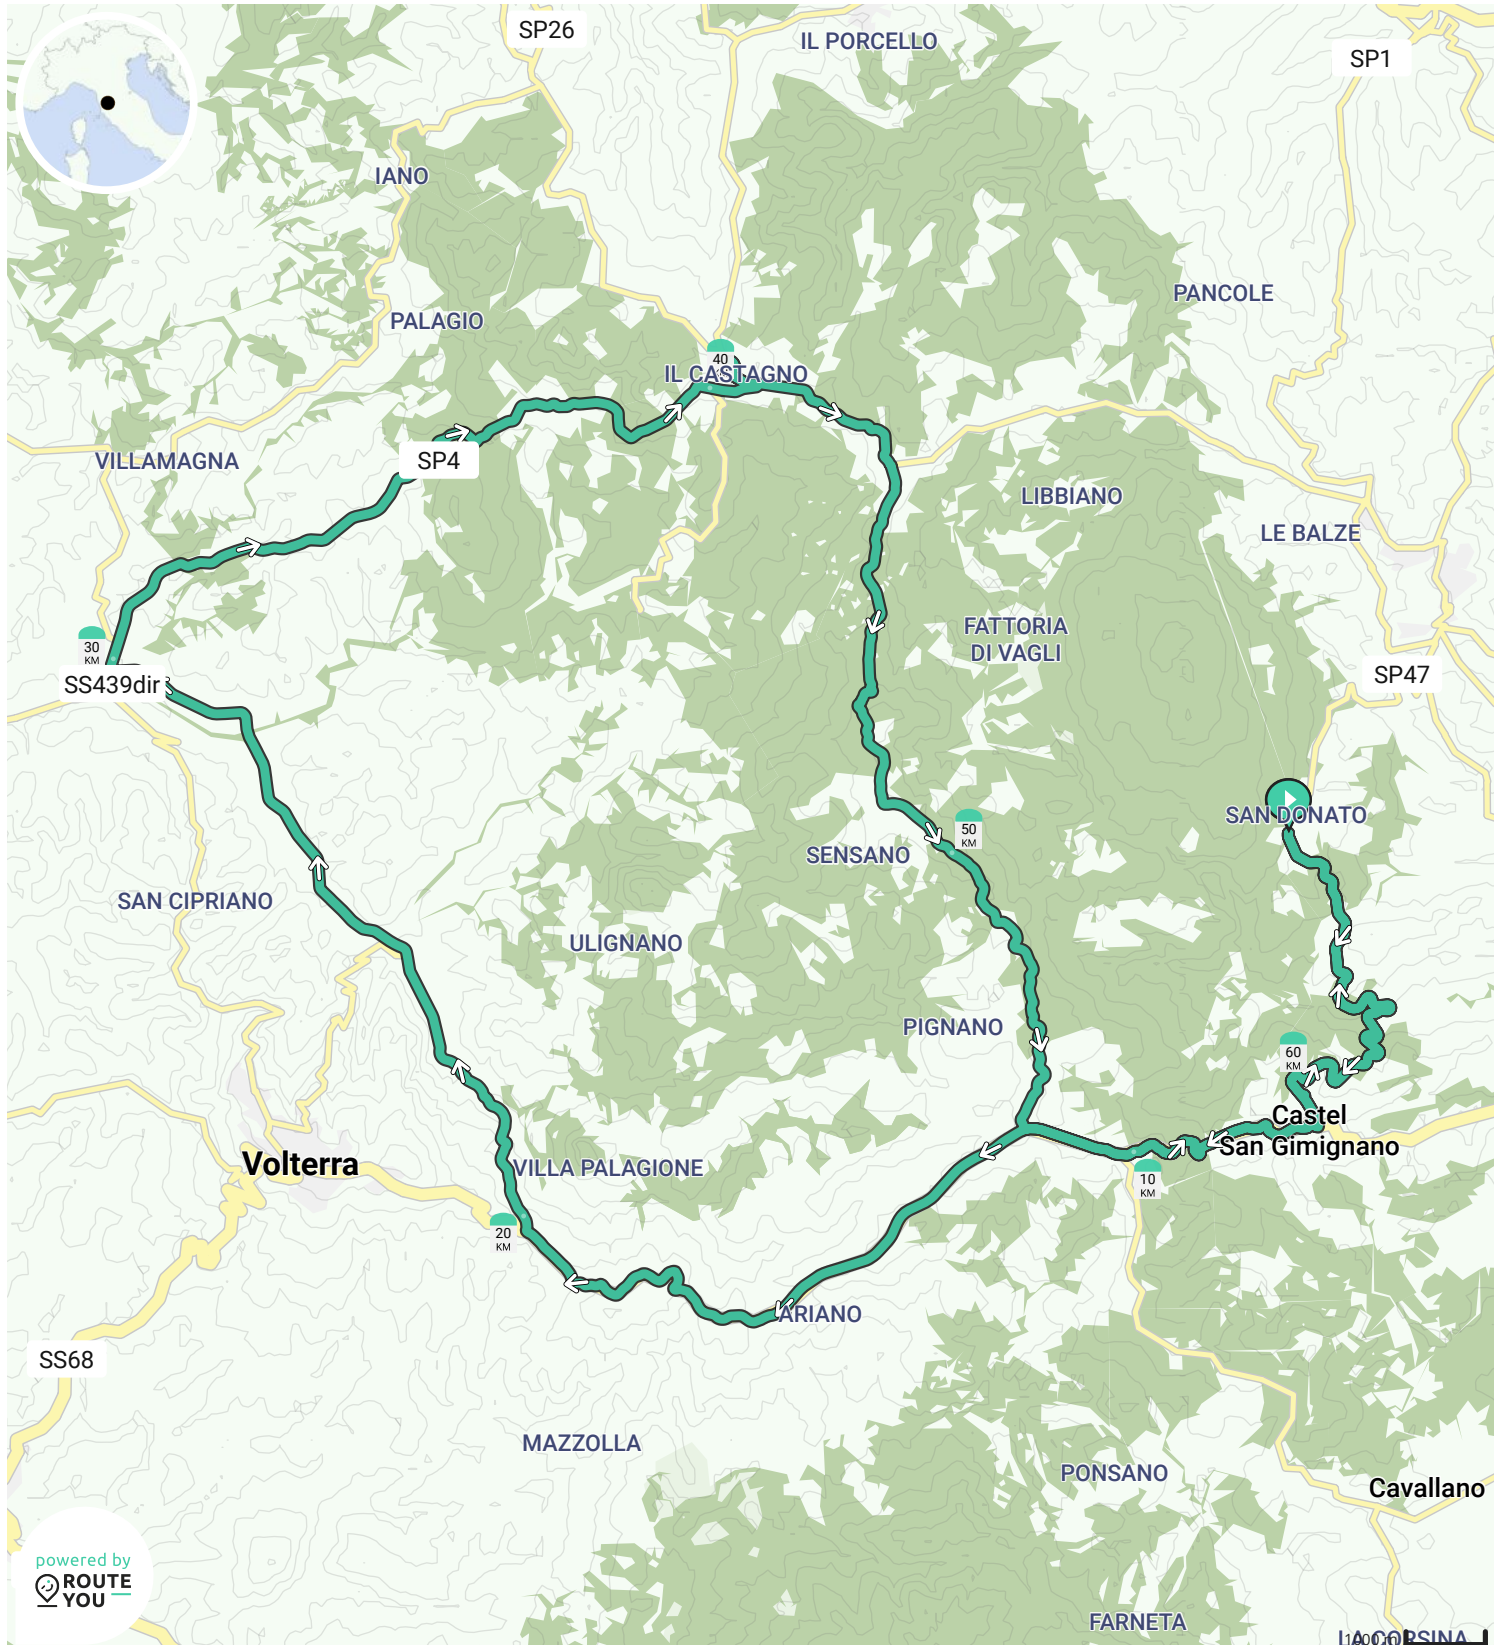 SP26
IL PORCELLO
SP1
IANO
PANCOLE
PALAGIO
40
IL CASTAGNO
VILLAMAGNA
SP4
LIBBIANO
LE BALZE
FATTORIA
DI VAGLI
30
KM
SS439dir
SP47
SAN DONATO
50
KM
SENSANO
SAN CIPRIANO
ULIGNANO
PIGNANO
60
KM
Castel
San Gimignano
Volterra
VILLA PALAGIONE
10
KM
20
KM
ARIANO
SS68
MAZZOLLA
PONSANO
Cavallano
powered by
ROUTE
YOU
FARNETA